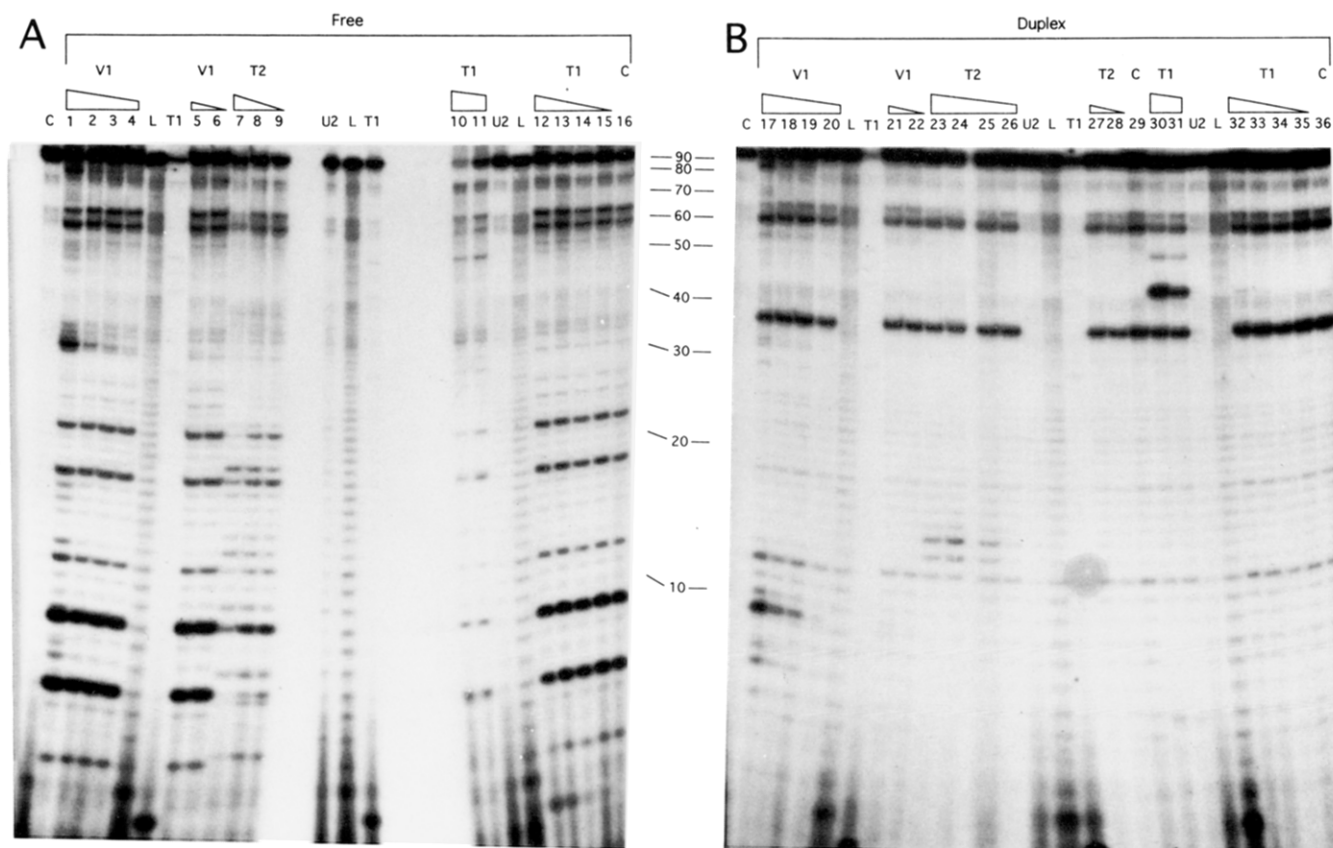 A
Free
V1 V1 T2 T1 T1 C
C 1 2 3 4 L T1 5 6 7 8 9 U2 L T1 10 11 U2 L 12 13 14 15 16
90
80
70
60
50
40
30
20
10
B
Duplex
V1 V1 T2 T2 C T1 T1 C
C 17 18 19 20 L T1 21 22 23 24 25 26 U2 L T1 27 28 29 30 31 U2 L 32 33 34 35 36